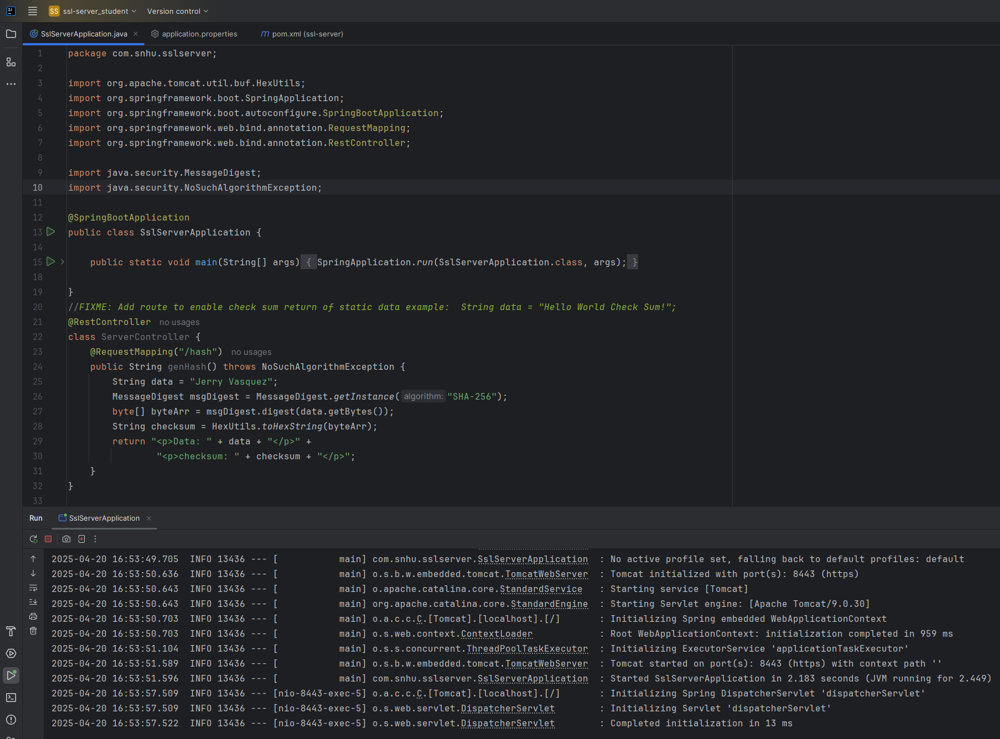 SS ssl-server_student Version control
SslServerApplication.java application.properties m pom.xml (ssl-server)
1 package com.snhu.sslserver;
2
3 import org.apache.tomcat.util.buf.HexUtils;
4 import org.springframework.boot.SpringApplication;
5 import org.springframework.boot.autoconfigure.SpringBootApplication;
6 import org.springframework.web.bind.annotation.RequestMapping;
7 import org.springframework.web.bind.annotation.RestController;
8
9 import java.security.MessageDigest;
10 import java.security.NoSuchAlgorithmException;
11
12 @SpringBootApplication
13 public class SslServerApplication {
14
15 public static void main(String[] args) { SpringApplication.run(SslServerApplication.class, args); }
18
19 }
20 //FIXME: Add route to enable check sum return of static data example:  String data = "Hello World Check Sum!";
21 @RestController no usages
22 class ServerController {
23 @RequestMapping("/hash") no usages
24 public String genHash() throws NoSuchAlgorithmException {
25 String data = "Jerry Vasquez";
26 MessageDigest msgDigest = MessageDigest.getInstance( algorithm: "SHA-256");
27 byte[] byteArr = msgDigest.digest(data.getBytes());
28 String checksum = HexUtils.toHexString(byteArr);
29 return "<p>Data: " + data + "</p>" +
30 "<p>checksum: " + checksum + "</p>";
31 }
32 }
33
Run SslServerApplication
2025-04-20 16:53:49.705  INFO 13436 --- [           main] com.snhu.sslserver.SslServerApplication  : No active profile set, falling back to default profiles: default
2025-04-20 16:53:50.636  INFO 13436 --- [           main] o.s.b.w.embedded.tomcat.TomcatWebServer  : Tomcat initialized with port(s): 8443 (https)
2025-04-20 16:53:50.643  INFO 13436 --- [           main] o.apache.catalina.core.StandardService   : Starting service [Tomcat]
2025-04-20 16:53:50.643  INFO 13436 --- [           main] org.apache.catalina.core.StandardEngine  : Starting Servlet engine: [Apache Tomcat/9.0.30]
2025-04-20 16:53:50.703  INFO 13436 --- [           main] o.a.c.c.C.[Tomcat].[localhost].[/]       : Initializing Spring embedded WebApplicationContext
2025-04-20 16:53:50.703  INFO 13436 --- [           main] o.s.web.context.ContextLoader            : Root WebApplicationContext: initialization completed in 959 ms
2025-04-20 16:53:51.104  INFO 13436 --- [           main] o.s.s.concurrent.ThreadPoolTaskExecutor  : Initializing ExecutorService 'applicationTaskExecutor'
2025-04-20 16:53:51.589  INFO 13436 --- [           main] o.s.b.w.embedded.tomcat.TomcatWebServer  : Tomcat started on port(s): 8443 (https) with context path ''
2025-04-20 16:53:51.596  INFO 13436 --- [           main] com.snhu.sslserver.SslServerApplication  : Started SslServerApplication in 2.183 seconds (JVM running for 2.449)
2025-04-20 16:53:57.509  INFO 13436 --- [nio-8443-exec-5] o.a.c.c.C.[Tomcat].[localhost].[/]       : Initializing Spring DispatcherServlet 'dispatcherServlet'
2025-04-20 16:53:57.509  INFO 13436 --- [nio-8443-exec-5] o.s.web.servlet.DispatcherServlet        : Initializing Servlet 'dispatcherServlet'
2025-04-20 16:53:57.522  INFO 13436 --- [nio-8443-exec-5] o.s.web.servlet.DispatcherServlet        : Completed initialization in 13 ms